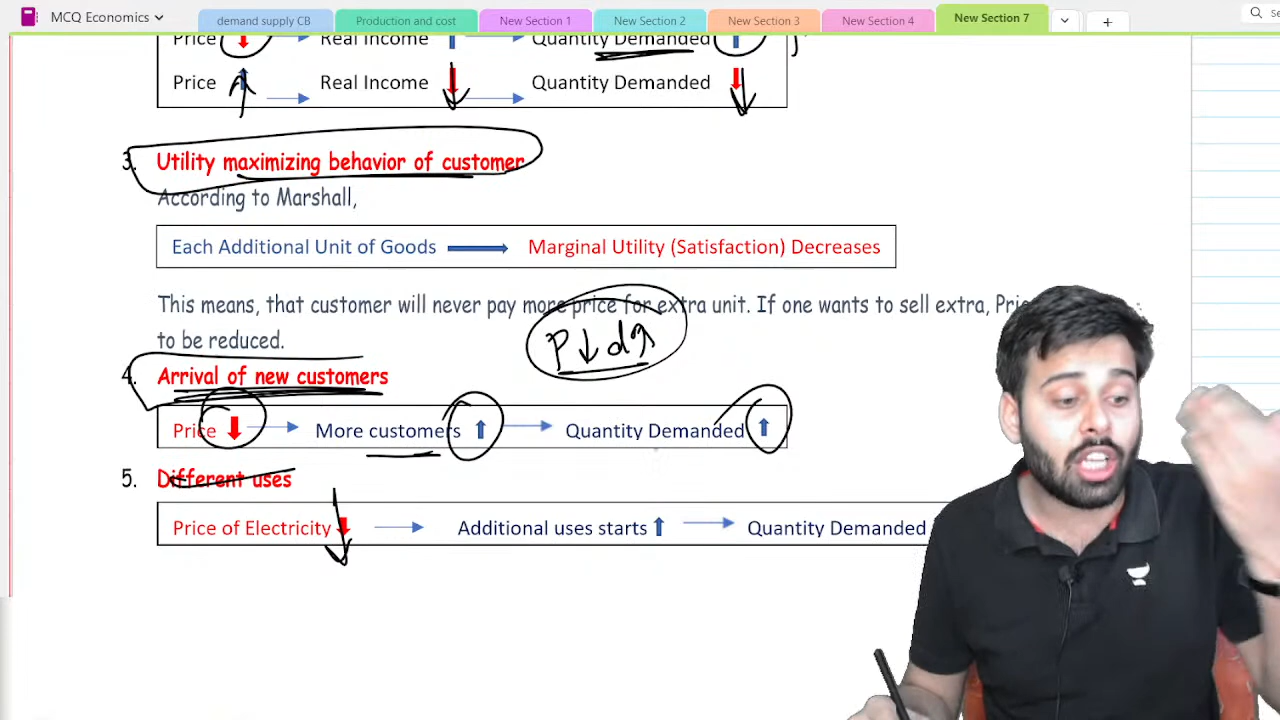 MCQ Economics
demand supply CB
Production and cost
New Section 1
New Section 2
New Section 3
New Section 4
New Section 7
Se
Price Real Income Quantity Demanded
Price Real Income Quantity Demanded
3. Utility maximizing behavior of customer
According to Marshall,
Each Additional Unit of Goods Marginal Utility (Satisfaction) Decreases
This means, that customer will never pay more price for extra unit. If one wants to sell extra,
to be reduced.
P↓ d↑
4. Arrival of new customers
Price More customers Quantity Demanded
5. Different uses
Price of Electricity Additional uses starts Quantity Demanded